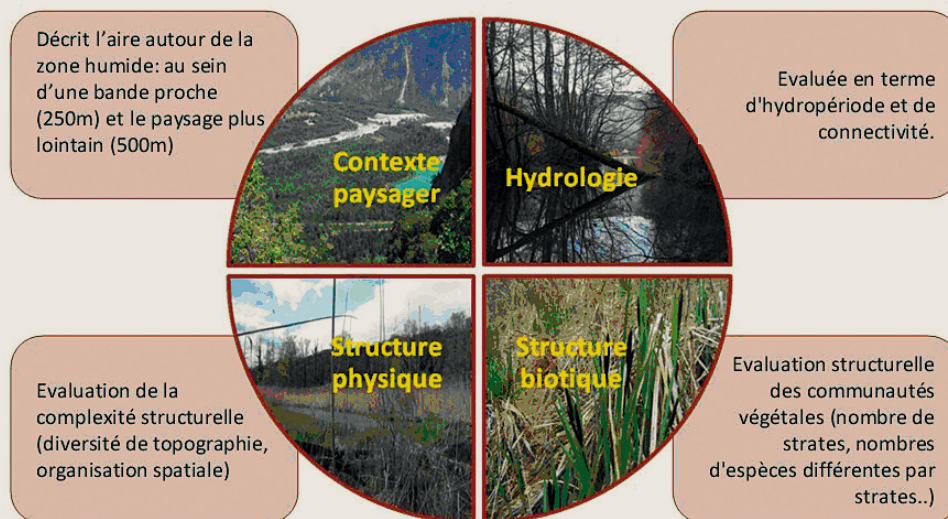 Décrit l'aire autour de la
zone humide: au sein
d'une bande proche
(250m) et le paysage plus
lointain (500m)
Contexte
paysager
Hydrologie
Evaluée en terme
d'hydropériode et de
connectivité.
Evaluation de la
complexité structurelle
(diversité de topographie,
organisation spatiale)
Structure
physique
Structure
biotique
Evaluation structurelle
des communautés
végétales (nombre de
strates, nombres
d'espèces différentes par
strates..)